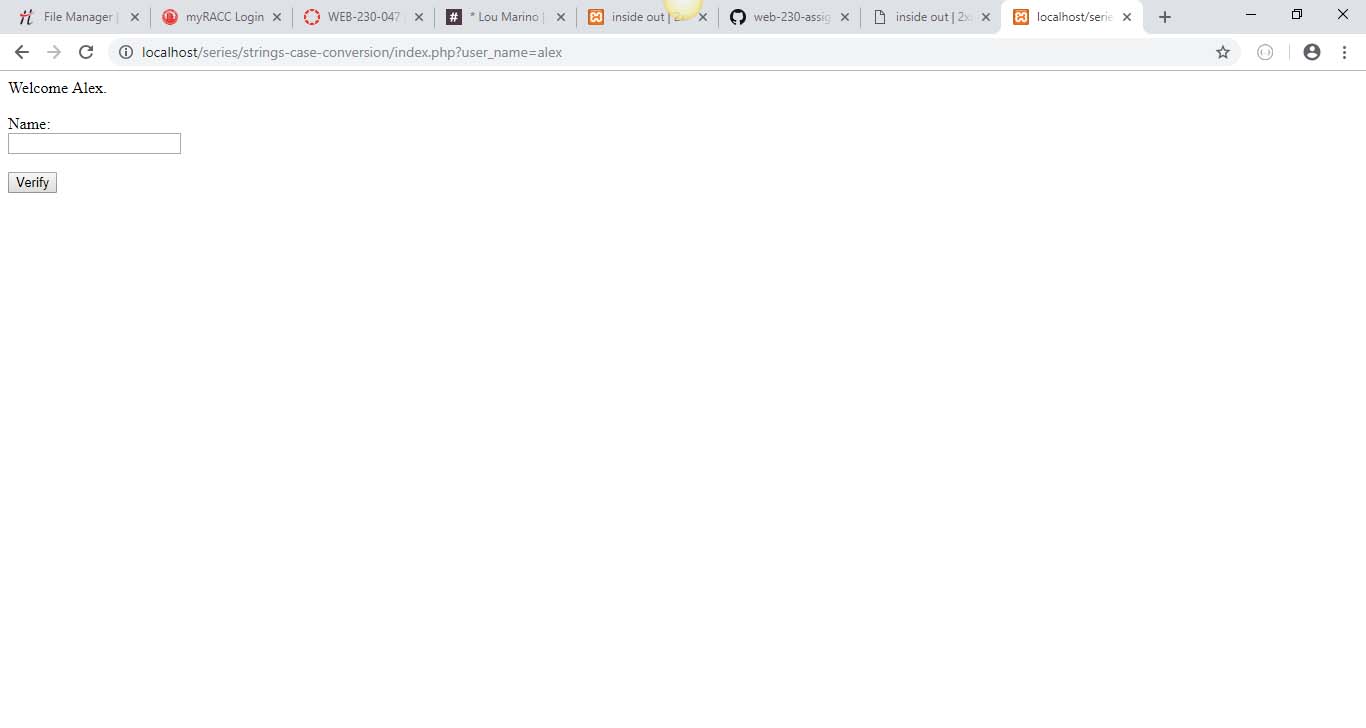 File Manager |
myRACC Login
WEB-230-047
* Lou Marino |
inside out |
web-230-assig
inside out | 2x
localhost/serie
localhost/series/strings-case-conversion/index.php?user_name=alex
Welcome Alex.
Name:
Verify